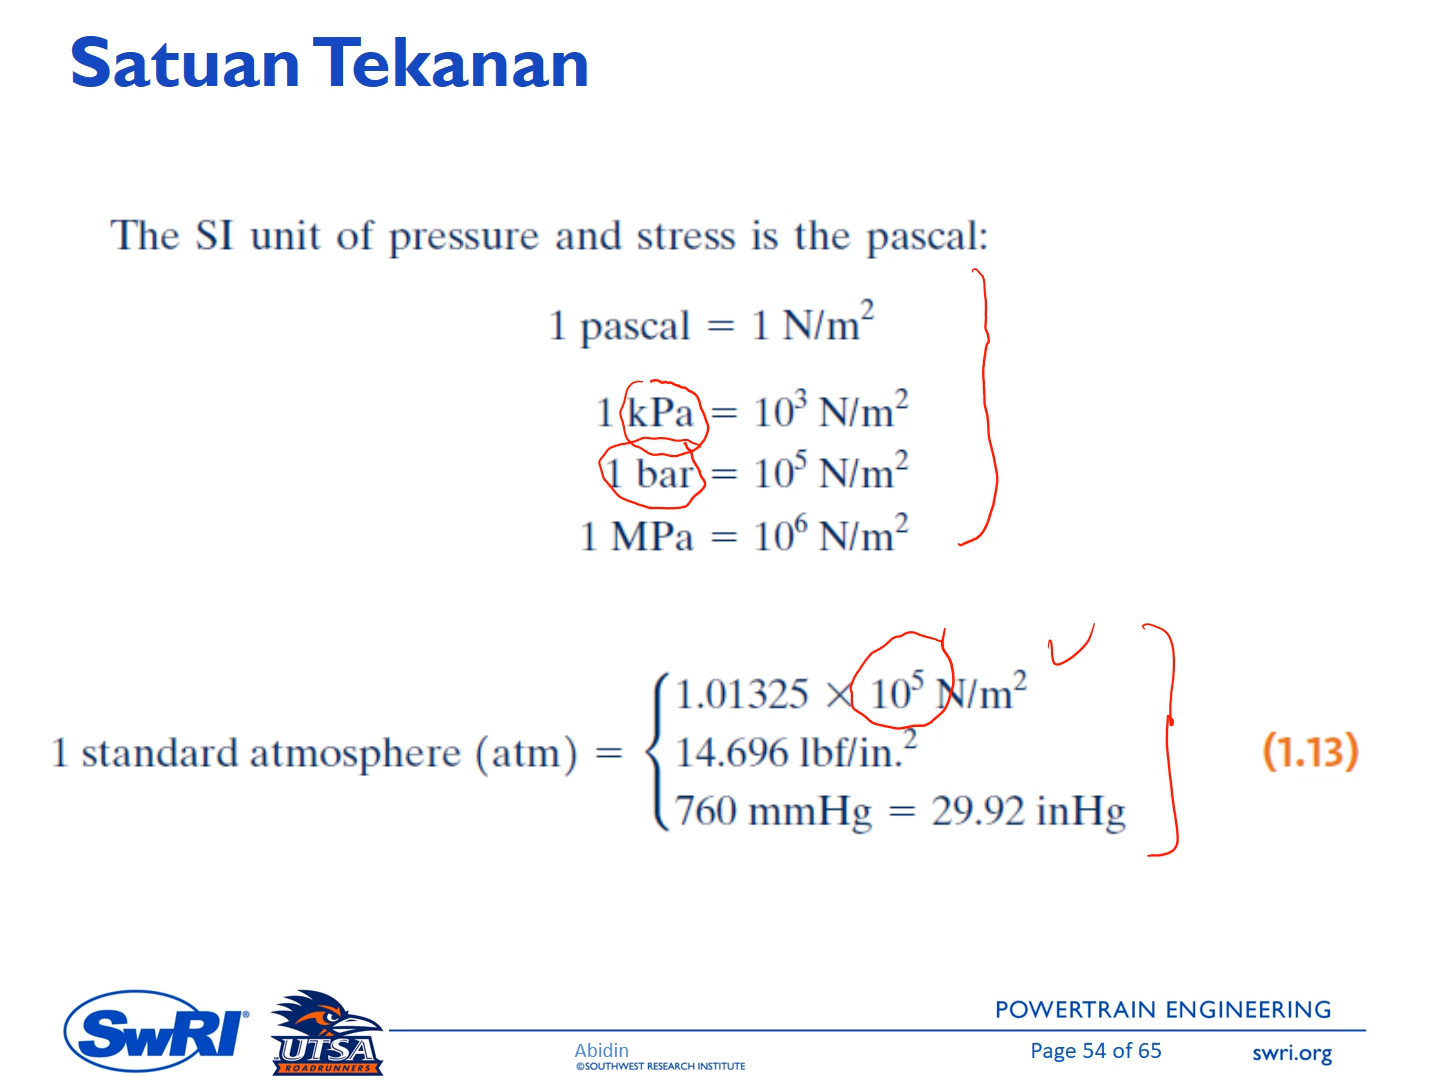 Satuan Tekanan
The SI unit of pressure and stress is the pascal:
1 pascal = 1 N/m²
1 kPa = 10³ N/m²
1 bar = 10⁵ N/m²
1 MPa = 10⁶ N/m²
1 standard atmosphere (atm) = { 1.01325 × 10⁵ N/m²
14.696 lbf/in.²
760 mmHg = 29.92 inHg
(1.13)
SwRI®
UTSA
ROADRUNNERS
Abidin
©SOUTHWEST RESEARCH INSTITUTE
POWERTRAIN ENGINEERING
Page 54 of 65
swri.org